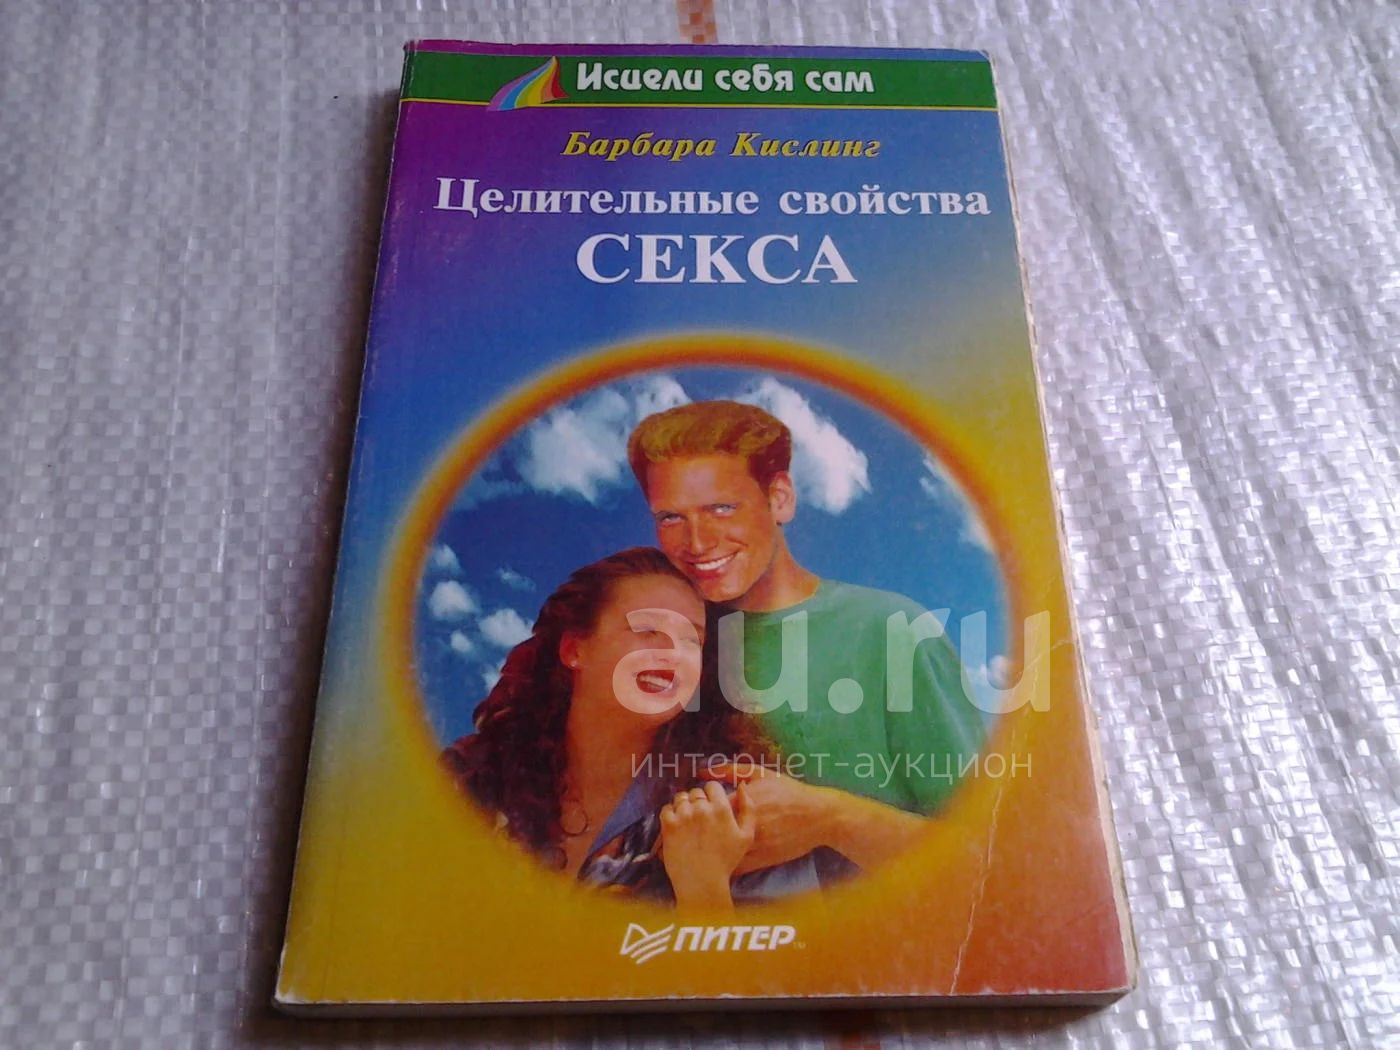 Исцели себя сам
Барбара Кислинг
Целительные свойства
СЕКСА
au.ru
интернет-аукцион
ПИТЕР